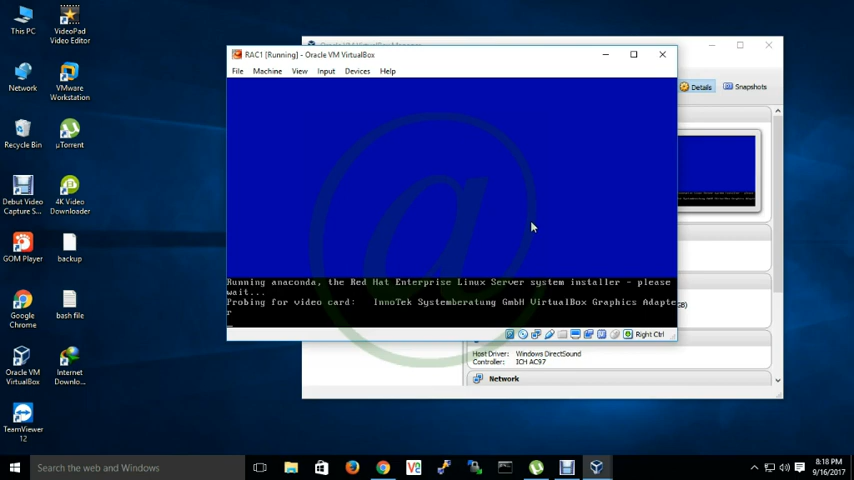 This PC
VideoPad
Video Editor
Network
VMware
Workstation
Recycle Bin
µTorrent
Debut Video
Capture S...
4K Video
Downloader
GOM Player
backup
Google
Chrome
bash file
Oracle VM
VirtualBox
Internet
Downlo...
TeamViewer
12
RAC1 [Running] - Oracle VM VirtualBox
File Machine View Input Devices Help
Details
Snapshots
Running anaconda, the Red Hat Enterprise Linux Server system installer - please
wait...
Probing for video card: InnoTek Systemberatung GmbH VirtualBox Graphics Adapte
r
Right Ctrl
Host Driver: Windows DirectSound
Controller: ICH AC97
Network
Search the web and Windows
8:18 PM
9/16/2017